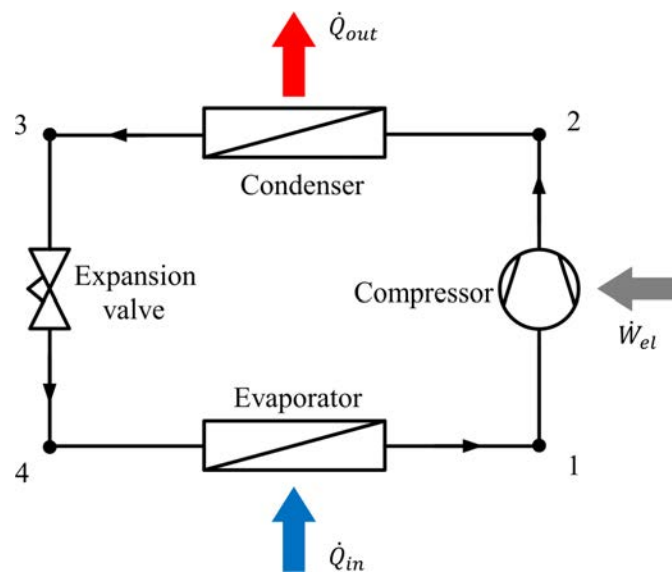 Q̇out
3
2
Condenser
Expansion
valve
Compressor
Ẇel
Evaporator
4
1
Q̇in